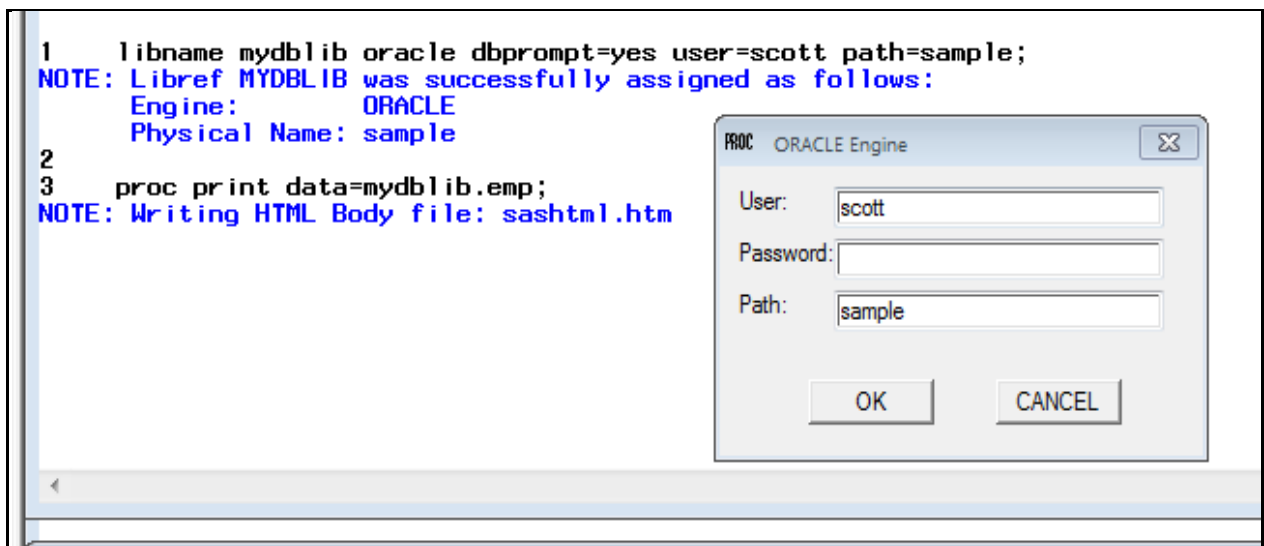 1     libname mydblib oracle dbprompt=yes user=scott path=sample;
NOTE: Libref MYDBLIB was successfully assigned as follows:
      Engine:        ORACLE
      Physical Name: sample
2
3     proc print data=mydblib.emp;
NOTE: Writing HTML Body file: sashtml.htm
PROC ORACLE Engine
User: scott
Password:
Path: sample
OK CANCEL